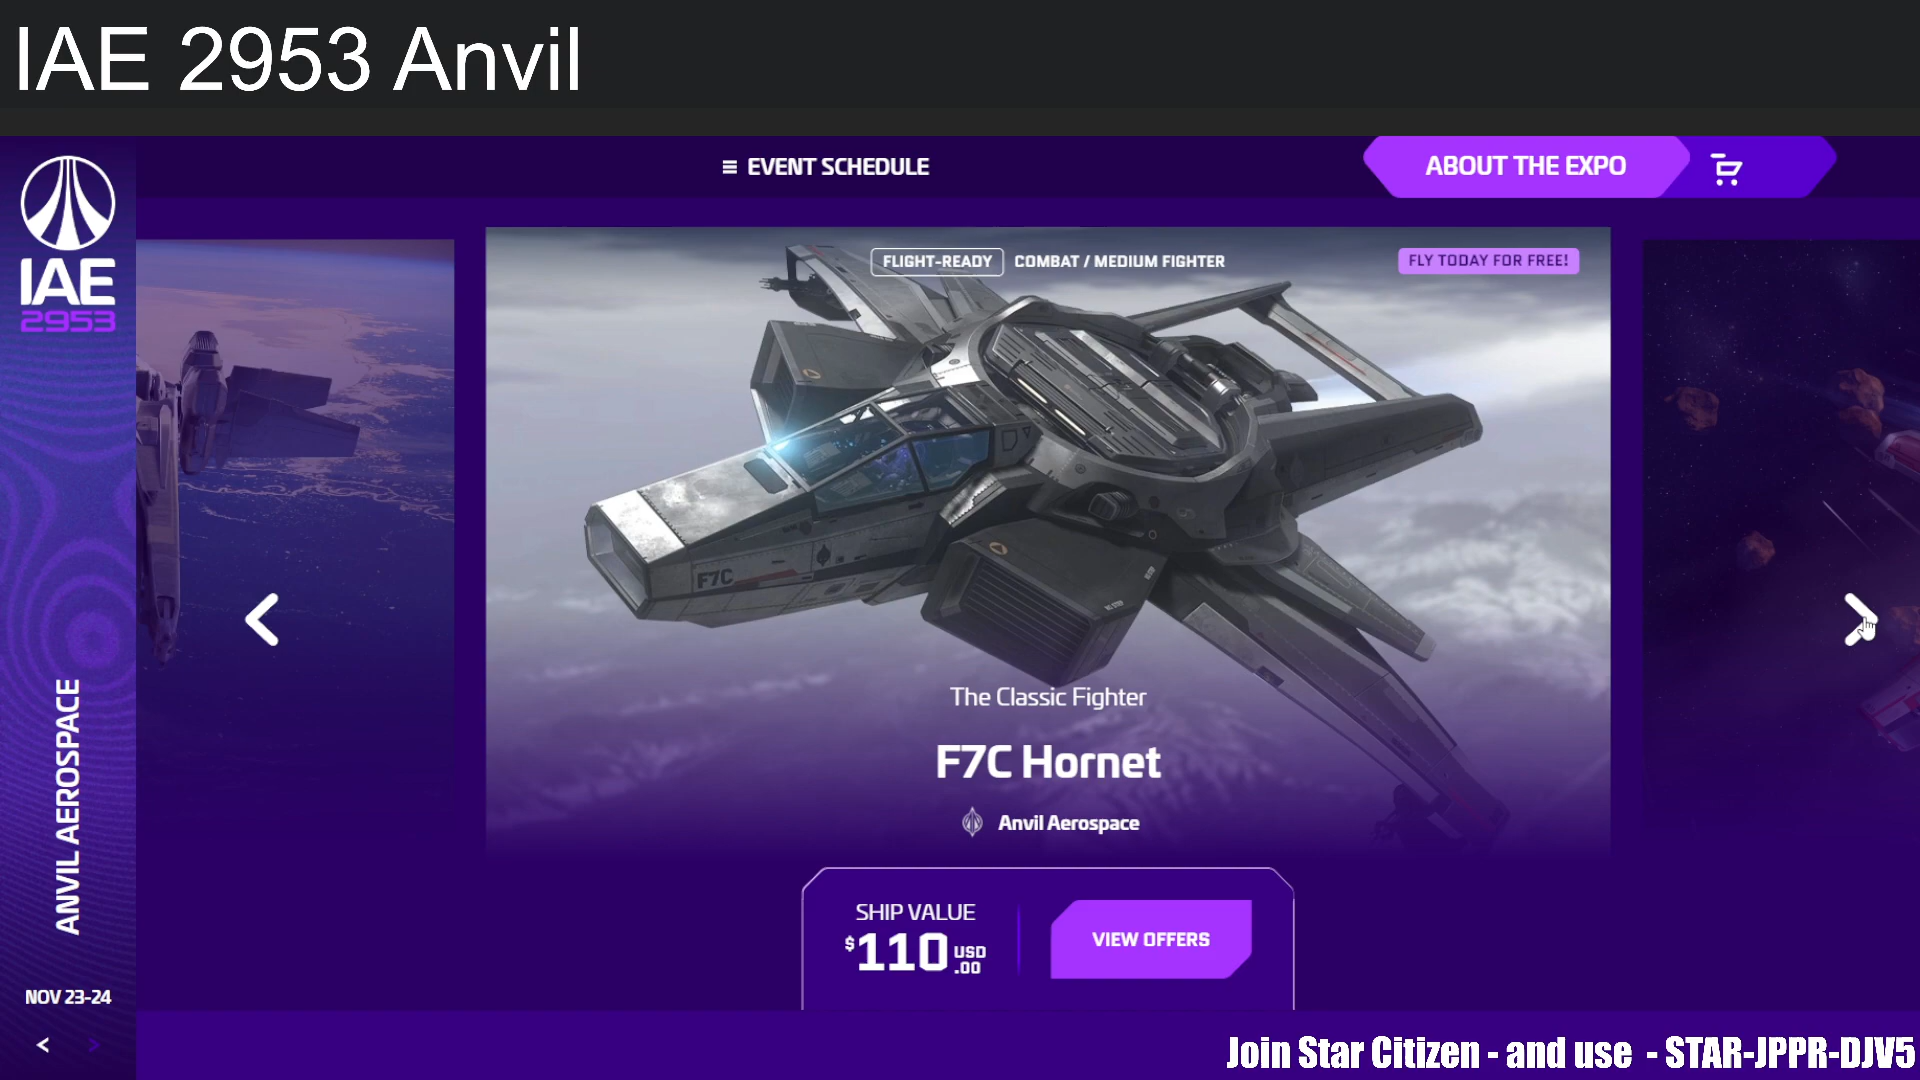 IAE 2953 Anvil
EVENT SCHEDULE
ABOUT THE EXPO
IAE
2953
FLIGHT-READY
COMBAT / MEDIUM FIGHTER
FLY TODAY FOR FREE!
F7C
The Classic Fighter
F7C Hornet
Anvil Aerospace
ANVIL AEROSPACE
SHIP VALUE
$110 USD .00
VIEW OFFERS
NOV 23-24
Join Star Citizen - and use - STAR-JPPR-DJV5